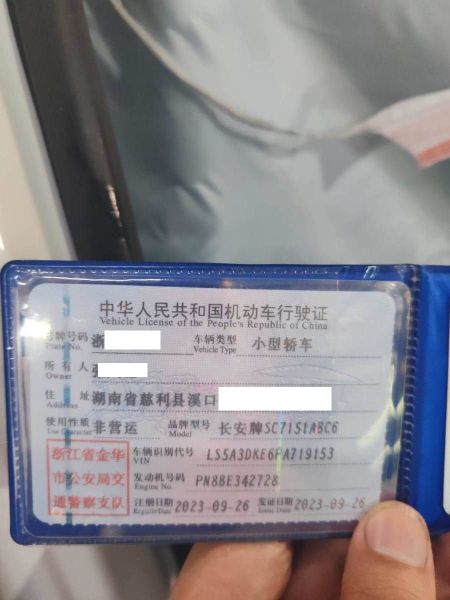 中华人民共和国机动车行驶证
Vehicle License of the People's Republic of China
号牌号码 浙 车辆类型 小型轿车
Plate No. Vehicle Type
所有人 张
Owner
住址 湖南省慈利县溪口
Address
使用性质 非营运 品牌型号 长安牌SC7151ABC6
Use Character Model
浙江省金华 车辆识别代号 LS5A3DKE6PA719153
VIN
市公安局交 发动机号码 PN8BE342728
Engine No.
通警察支队 注册日期 2023-09-26 发证日期 2023-09-26
Register Date Issue Date